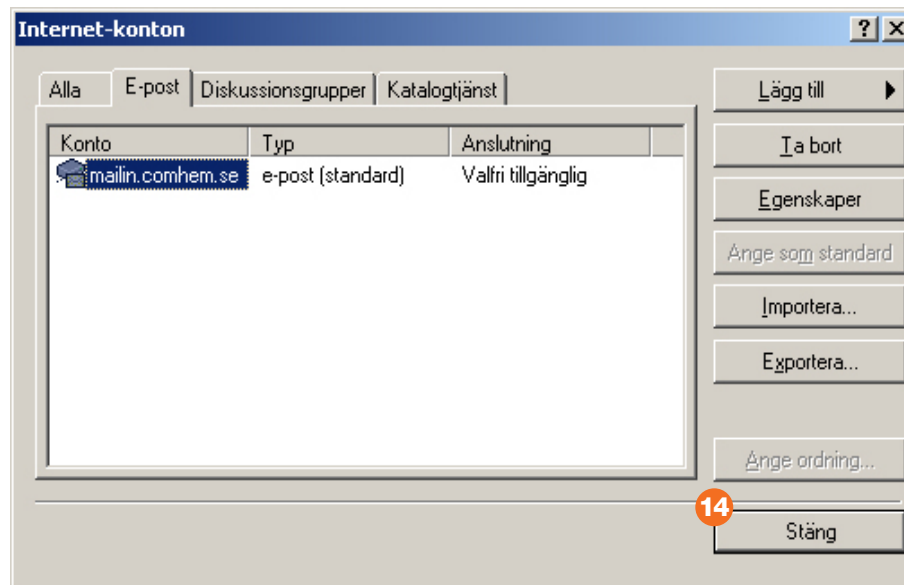 Internet-konton
Alla E-post Diskussionsgrupper Katalogtjänst
Konto Typ Anslutning
mailin.comhem.se e-post (standard) Valfri tillgänglig
Lägg till
Ta bort
Egenskaper
Ange som standard
Importera...
Exportera...
Ange ordning...
14
Stäng